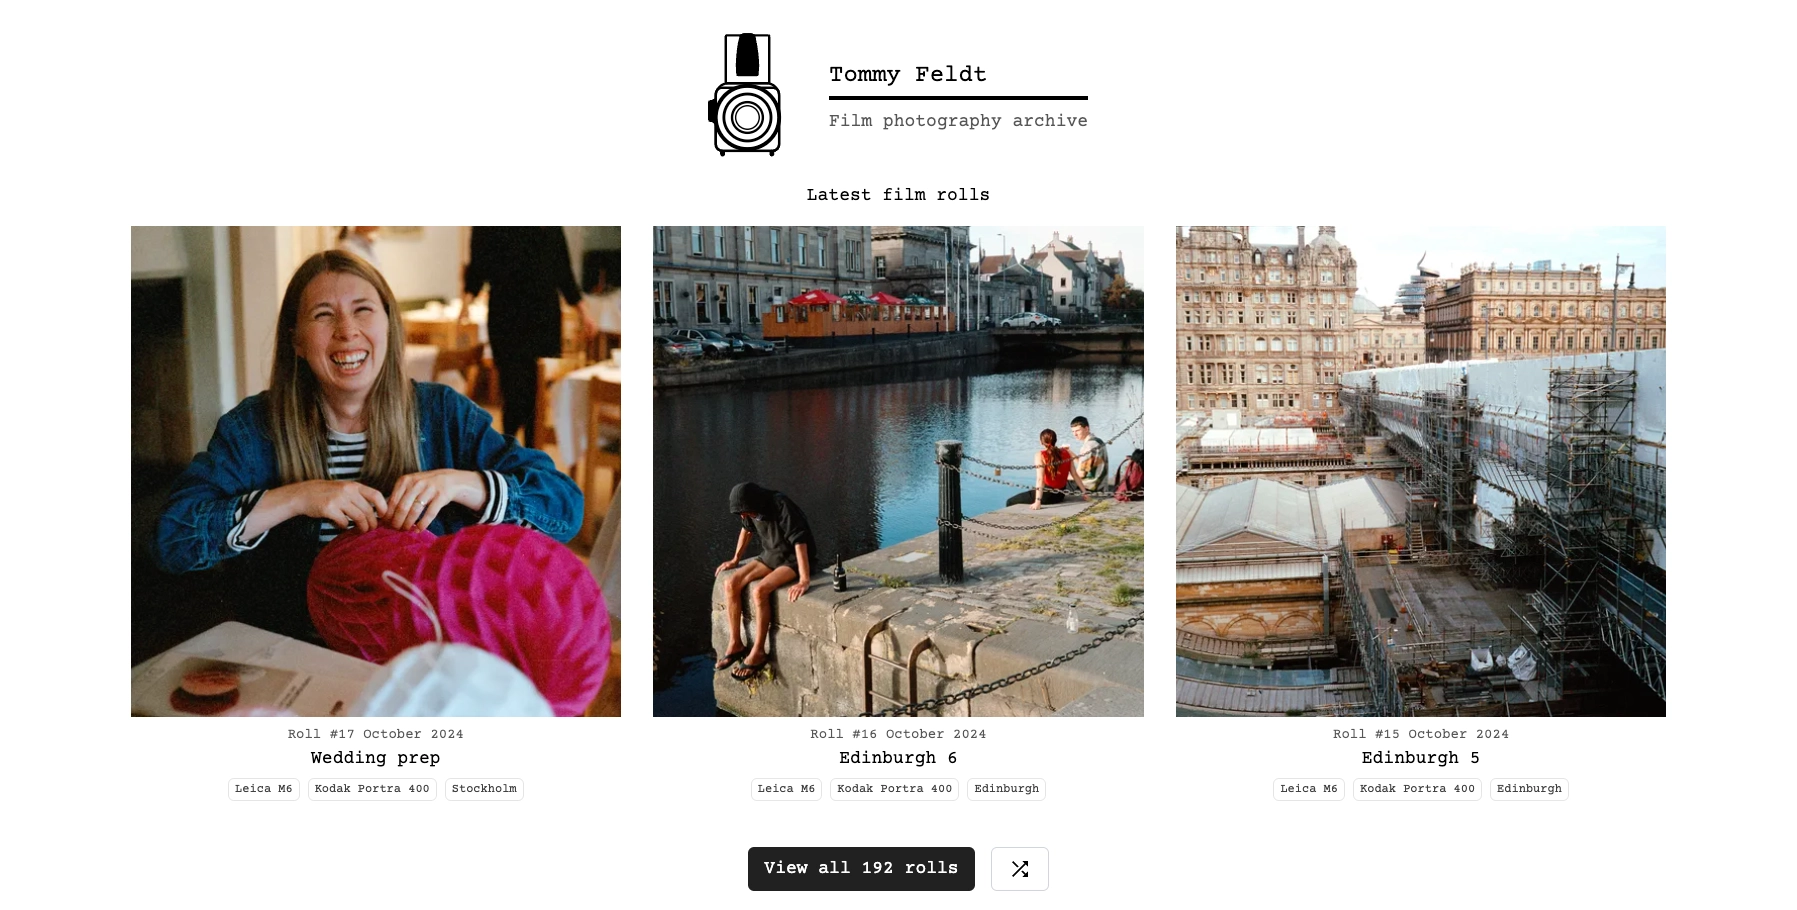 Tommy Feldt
Film photography archive
Latest film rolls
Roll #17 October 2024
Wedding prep
Leica M6 Kodak Portra 400 Stockholm
Roll #16 October 2024
Edinburgh 6
Leica M6 Kodak Portra 400 Edinburgh
Roll #15 October 2024
Edinburgh 5
Leica M6 Kodak Portra 400 Edinburgh
View all 192 rolls